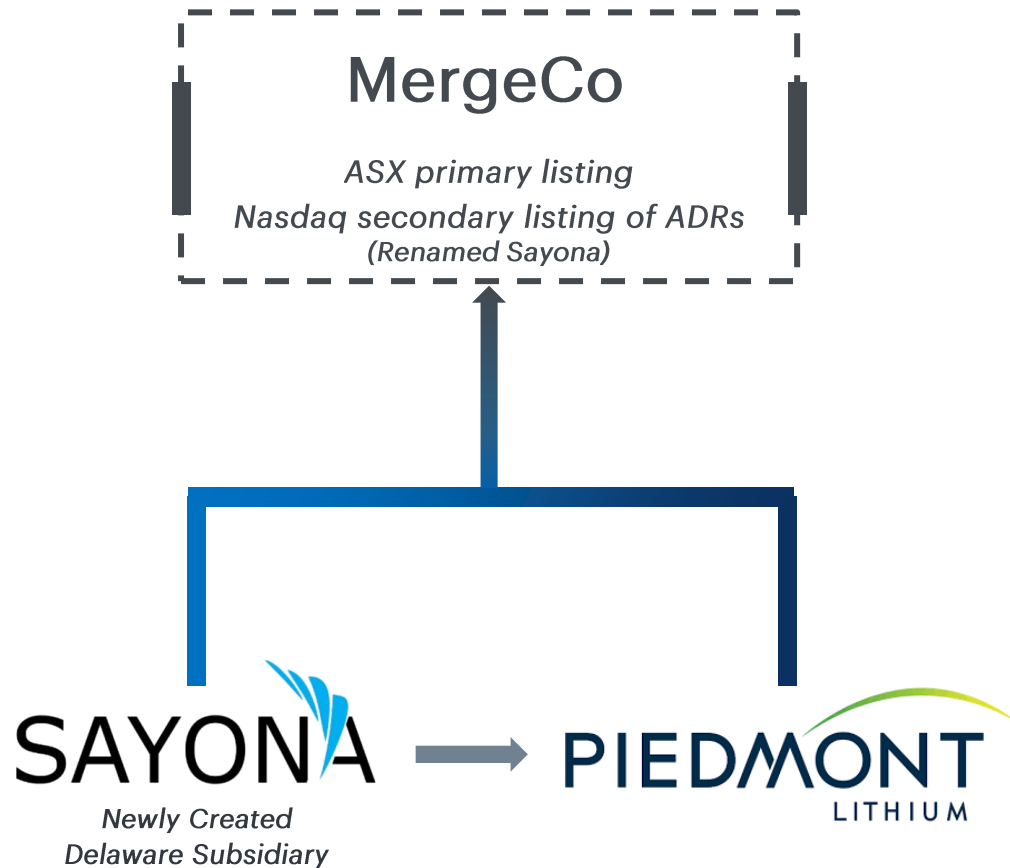 MergeCo
ASX primary listing
Nasdaq secondary listing of ADRs
(Renamed Sayona)
SAYONA
PIEDMONT
LITHIUM
Newly Created
Delaware Subsidiary